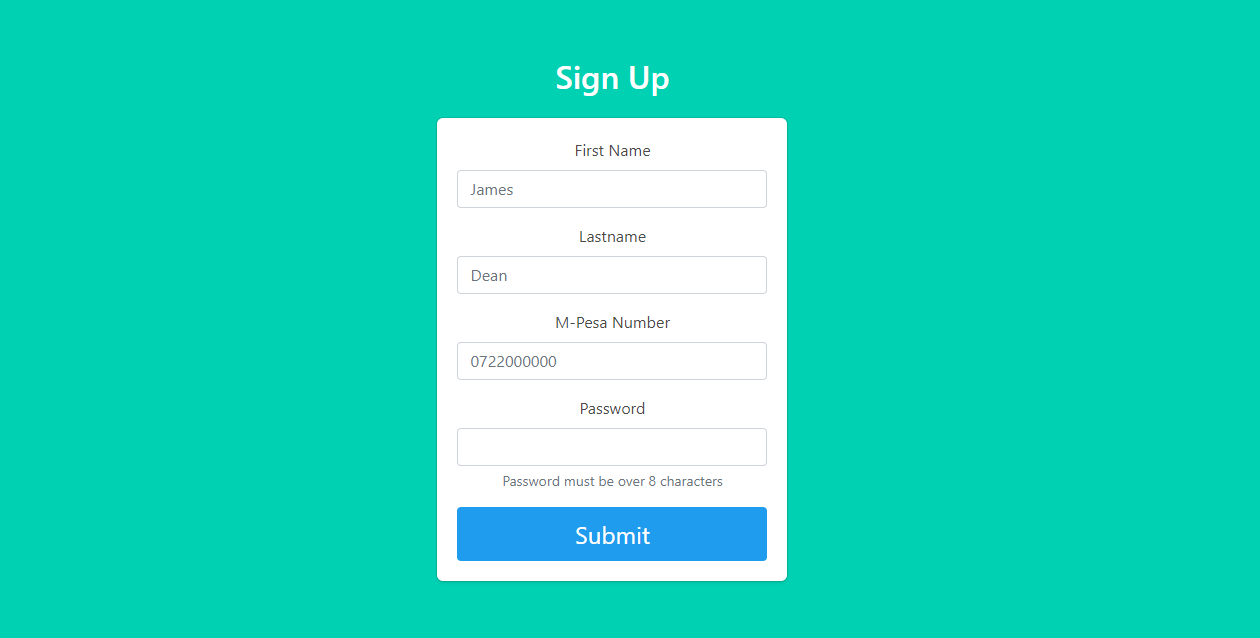 Sign Up
First Name
James
Lastname
Dean
M-Pesa Number
0722000000
Password
Password must be over 8 characters
Submit